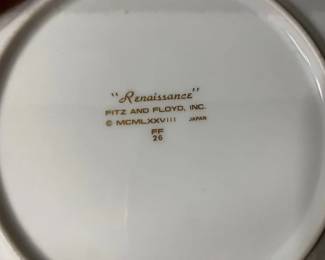 "Renaissance"
FITZ AND FLOYD, INC.
© MCMLXXVIII JAPAN
FF
26